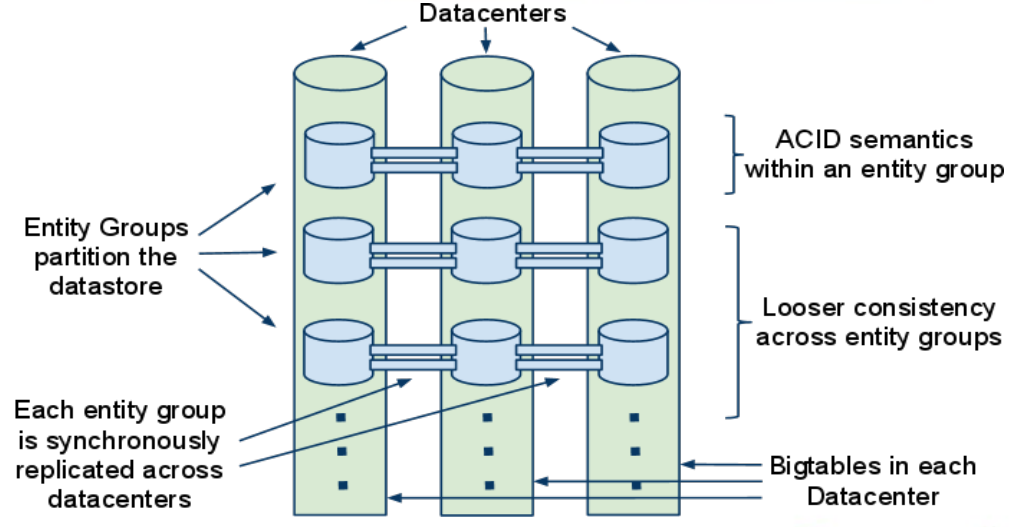 Datacenters
ACID semantics
within an entity group
Entity Groups
partition the
datastore
Looser consistency
across entity groups
Each entity group
is synchronously
replicated across
datacenters
Bigtables in each
Datacenter